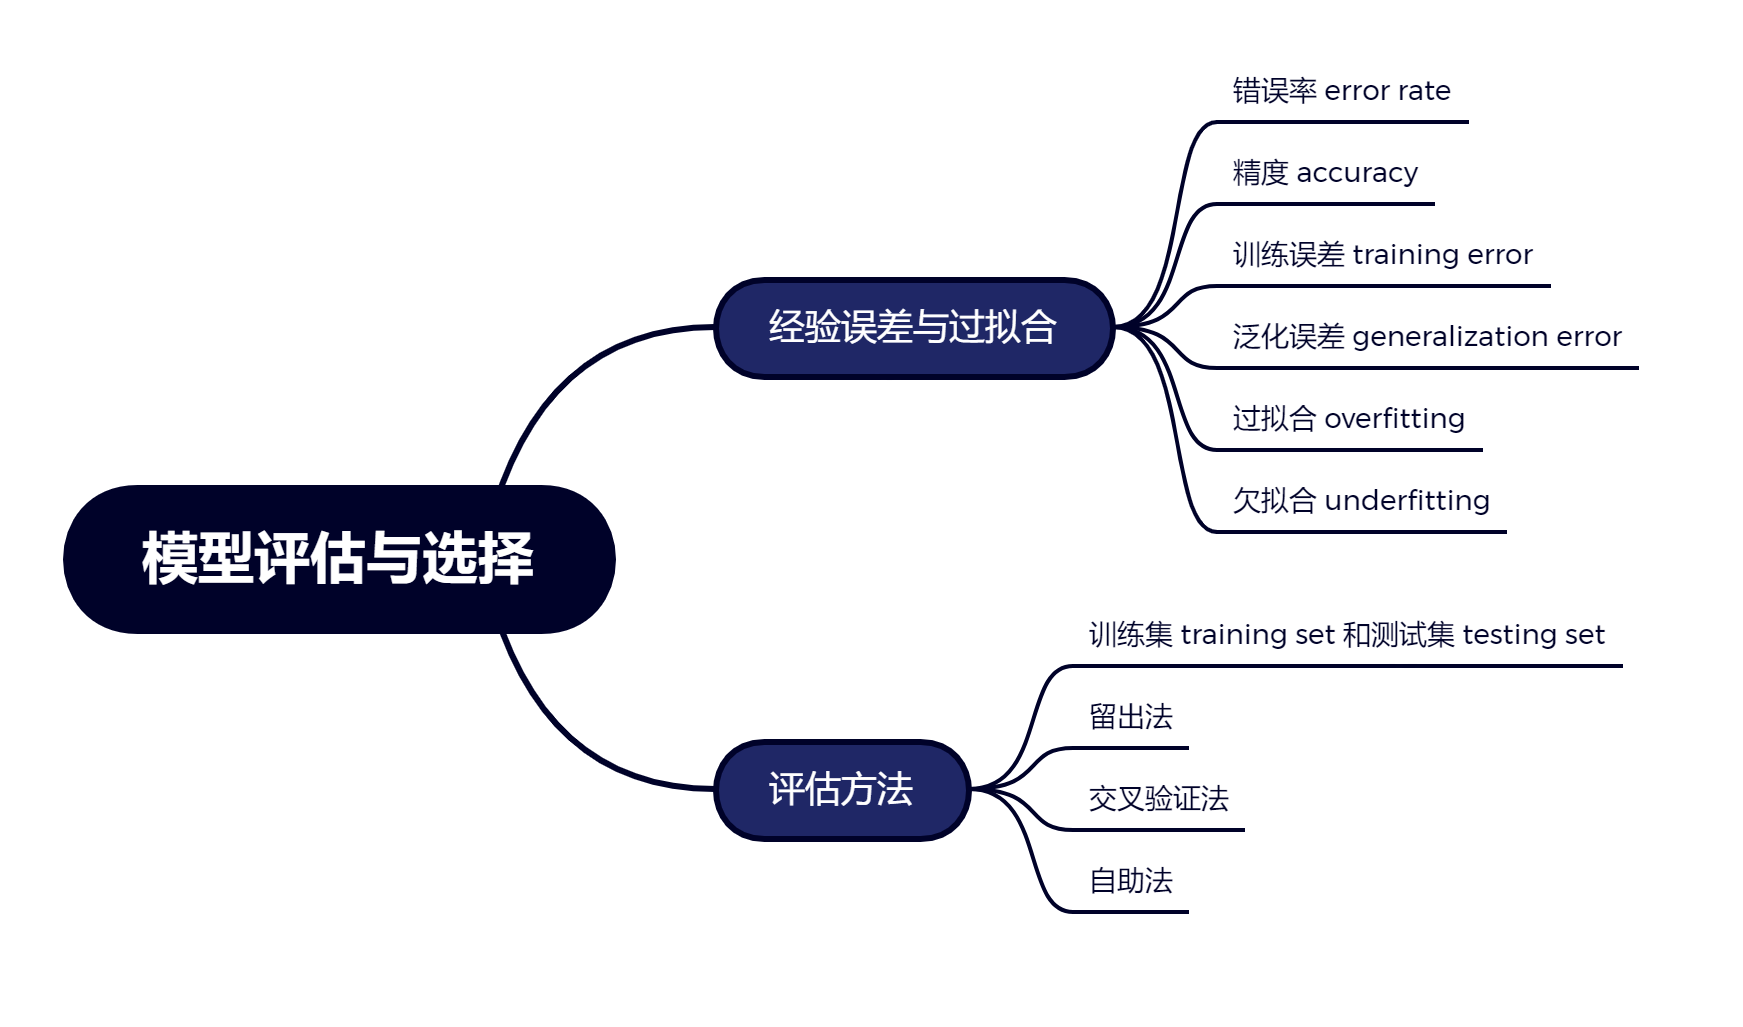 模型评估与选择
经验误差与过拟合
错误率 error rate
精度 accuracy
训练误差 training error
泛化误差 generalization error
过拟合 overfitting
欠拟合 underfitting
评估方法
训练集 training set 和测试集 testing set
留出法
交叉验证法
自助法